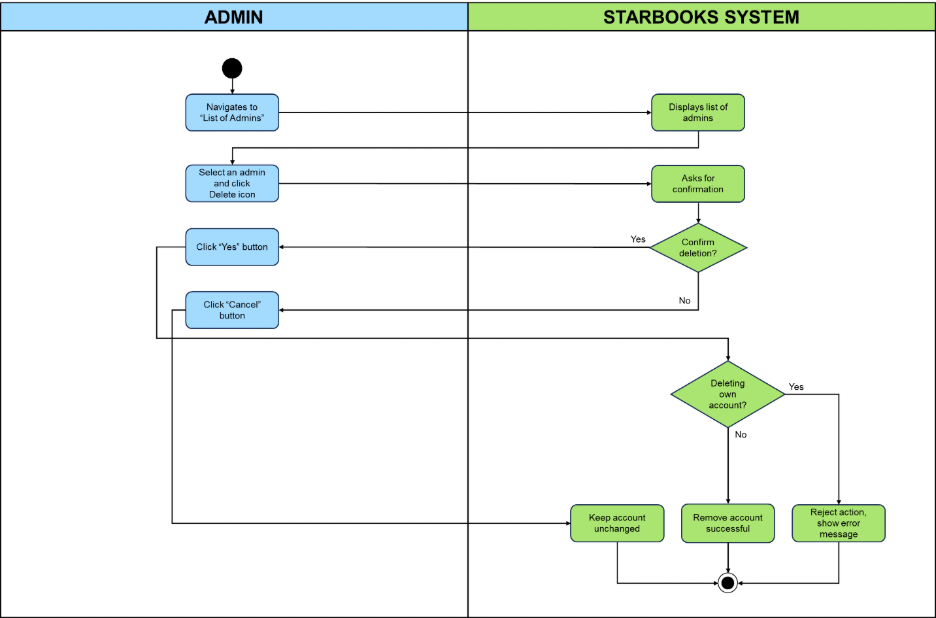 ADMIN
STARBOOKS SYSTEM
Navigates to
“List of Admins”
Displays list of
admins
Select an admin
and click
Delete icon
Asks for
confirmation
Click “Yes” button
Yes
Confirm
deletion?
Click “Cancel”
button
No
Deleting
own
account?
Yes
No
Keep account
unchanged
Remove account
successful
Reject action,
show error
message